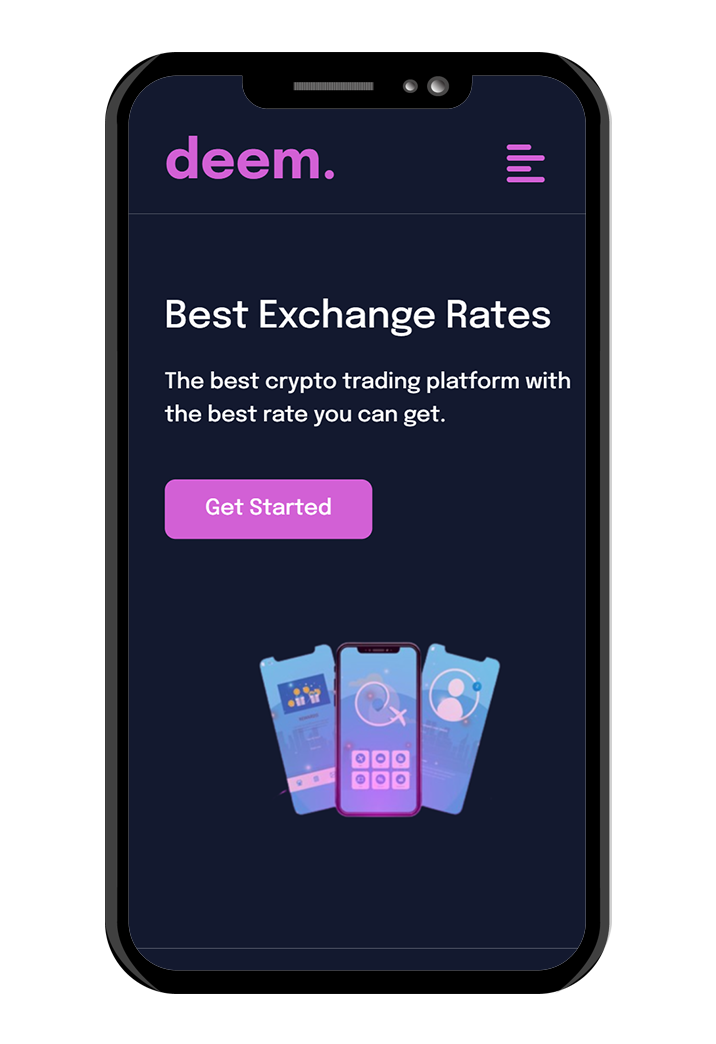 deem.
Best Exchange Rates
The best crypto trading platform with
the best rate you can get.
Get Started